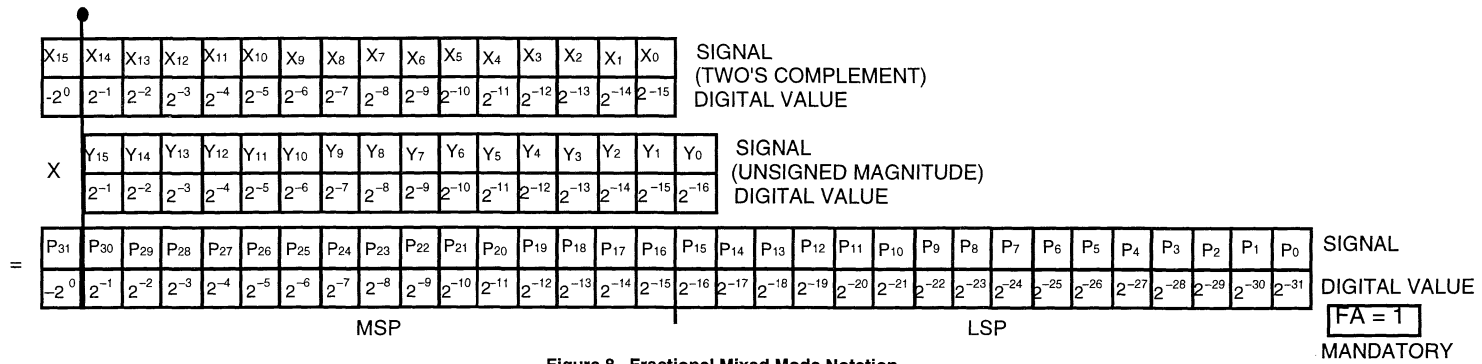 X15 X14 X13 X12 X11 X10 X9 X8 X7 X6 X5 X4 X3 X2 X1 X0 SIGNAL
(TWO'S COMPLEMENT)
-2^0 2^-1 2^-2 2^-3 2^-4 2^-5 2^-6 2^-7 2^-8 2^-9 2^-10 2^-11 2^-12 2^-13 2^-14 2^-15 DIGITAL VALUE
X Y15 Y14 Y13 Y12 Y11 Y10 Y9 Y8 Y7 Y6 Y5 Y4 Y3 Y2 Y1 Y0 SIGNAL
(UNSIGNED MAGNITUDE)
2^-1 2^-2 2^-3 2^-4 2^-5 2^-6 2^-7 2^-8 2^-9 2^-10 2^-11 2^-12 2^-13 2^-14 2^-15 2^-16 DIGITAL VALUE
= P31 P30 P29 P28 P27 P26 P25 P24 P23 P22 P21 P20 P19 P18 P17 P16 P15 P14 P13 P12 P11 P10 P9 P8 P7 P6 P5 P4 P3 P2 P1 P0 SIGNAL
-2^0 2^-1 2^-2 2^-3 2^-4 2^-5 2^-6 2^-7 2^-8 2^-9 2^-10 2^-11 2^-12 2^-13 2^-14 2^-15 2^-16 2^-17 2^-18 2^-19 2^-20 2^-21 2^-22 2^-23 2^-24 2^-25 2^-26 2^-27 2^-28 2^-29 2^-30 2^-31 DIGITAL VALUE
MSP LSP FA = 1
MANDATORY
Figure 8. Fractional Mixed Mode Notation